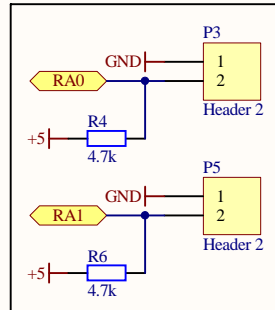 P3
GND
1
RA0
2
R4
Header 2
+5
4.7k
P5
GND
1
RA1
2
R6
Header 2
+5
4.7k